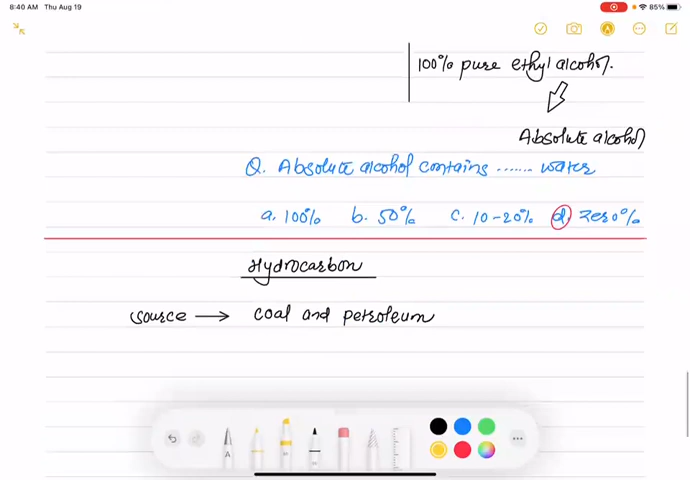 8:40 AM Thu Aug 19
85%
100% pure ethyl alcohol.
Absolute alcohol
Q. Absolute alcohol contains ....... water
a. 100% b. 50% c. 10-20% d. zero%
Hydrocarbon
source → coal and petroleum
A